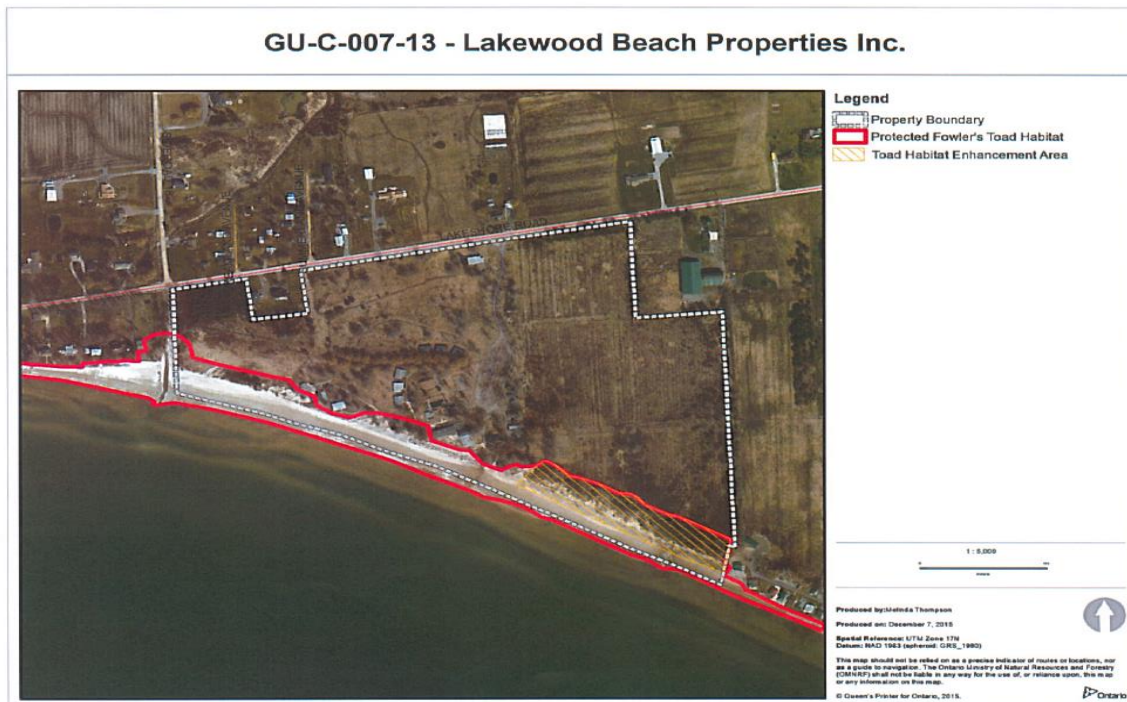 GU-C-007-13 - Lakewood Beach Properties Inc.
Legend
Property Boundary
Protected Fowler's Toad Habitat
Toad Habitat Enhancement Area
1 : 5,000
Produced by:Melinda Thompson
Produced on: December 7, 2015
Spatial Reference: UTM Zone 17N
Datum: NAD 1983 (spheroid: GRS_1980)
This map should not be relied on as a precise indicator of routes or locations, nor
as a guide to navigation. The Ontario Ministry of Natural Resources and Forestry
(OMNRF) shall not be liable in any way for the use of, or reliance upon, this map
or any information on this map.
© Queen's Printer for Ontario, 2015.
Ontario